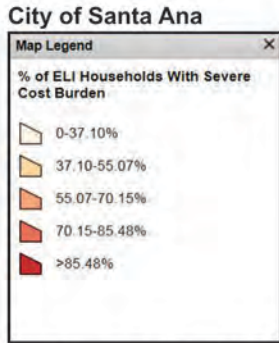 City of Santa Ana
Map Legend ×
% of ELI Households With Severe
Cost Burden
0-37.10%
37.10-55.07%
55.07-70.15%
70.15-85.48%
>85.48%